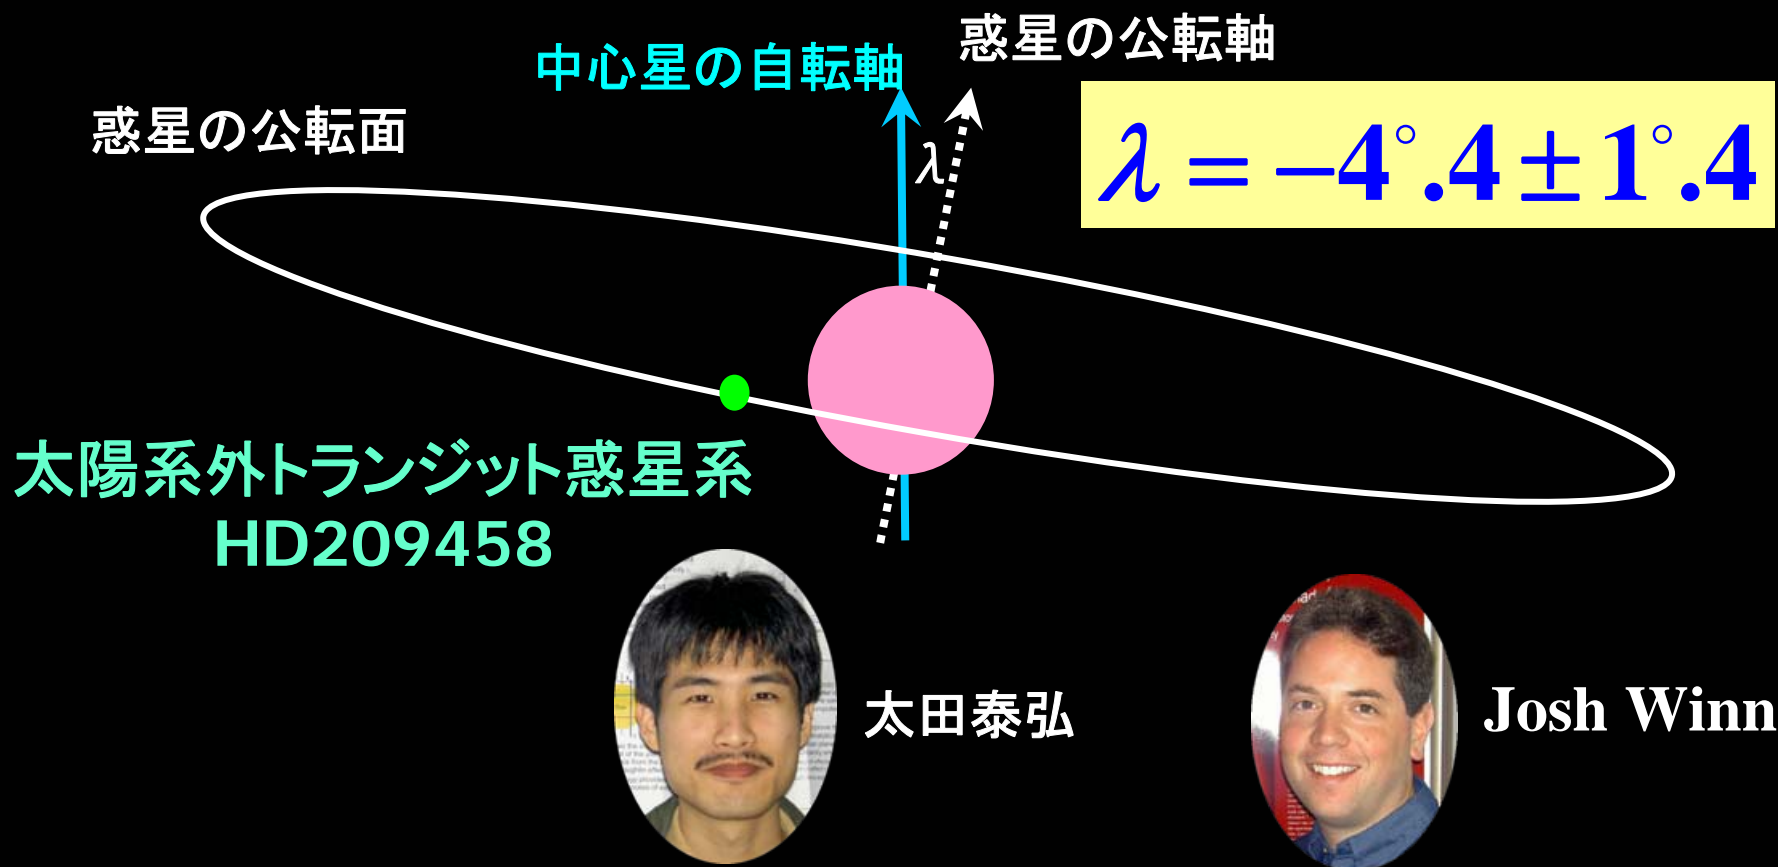 惑星の公転軸
中心星の自転軸
惑星の公転面
λ
λ = −4°.4 ± 1°.4
太陽系外トランジット惑星系
HD209458
太田泰弘
Josh Winn